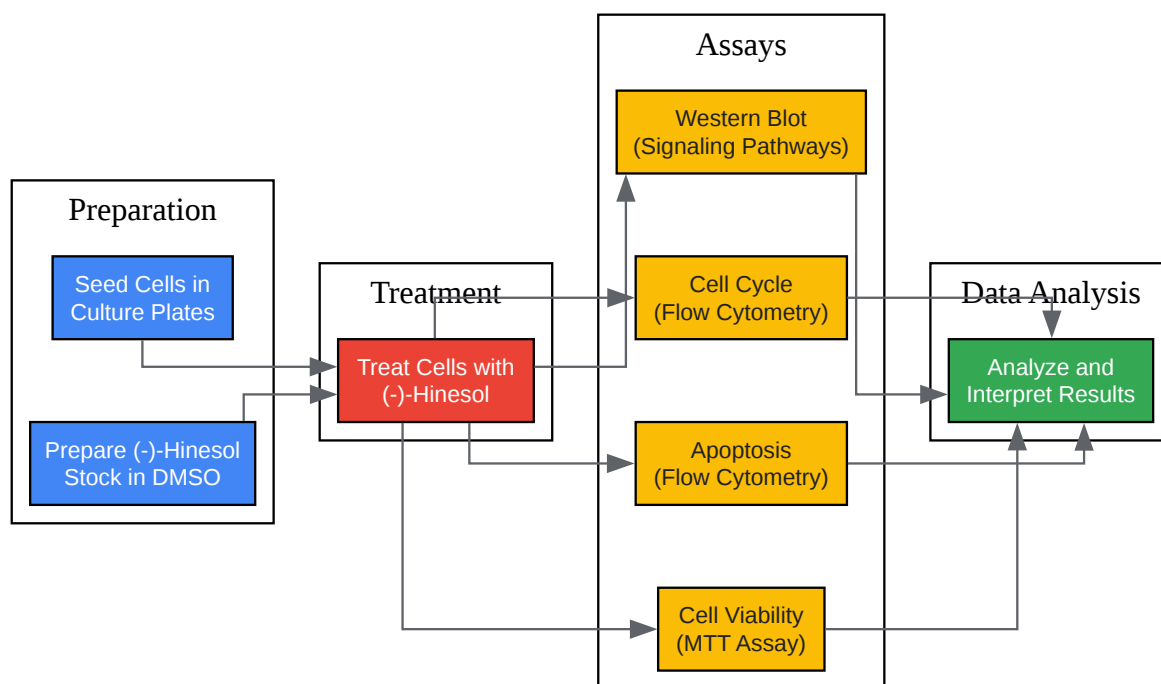 Preparation
Seed Cells in
Culture Plates
Prepare (-)-Hinesol
Stock in DMSO
Treatment
Treat Cells with
(-)-Hinesol
Assays
Western Blot
(Signaling Pathways)
Cell Cycle
(Flow Cytometry)
Apoptosis
(Flow Cytometry)
Cell Viability
(MTT Assay)
Data Analysis
Analyze and
Interpret Results